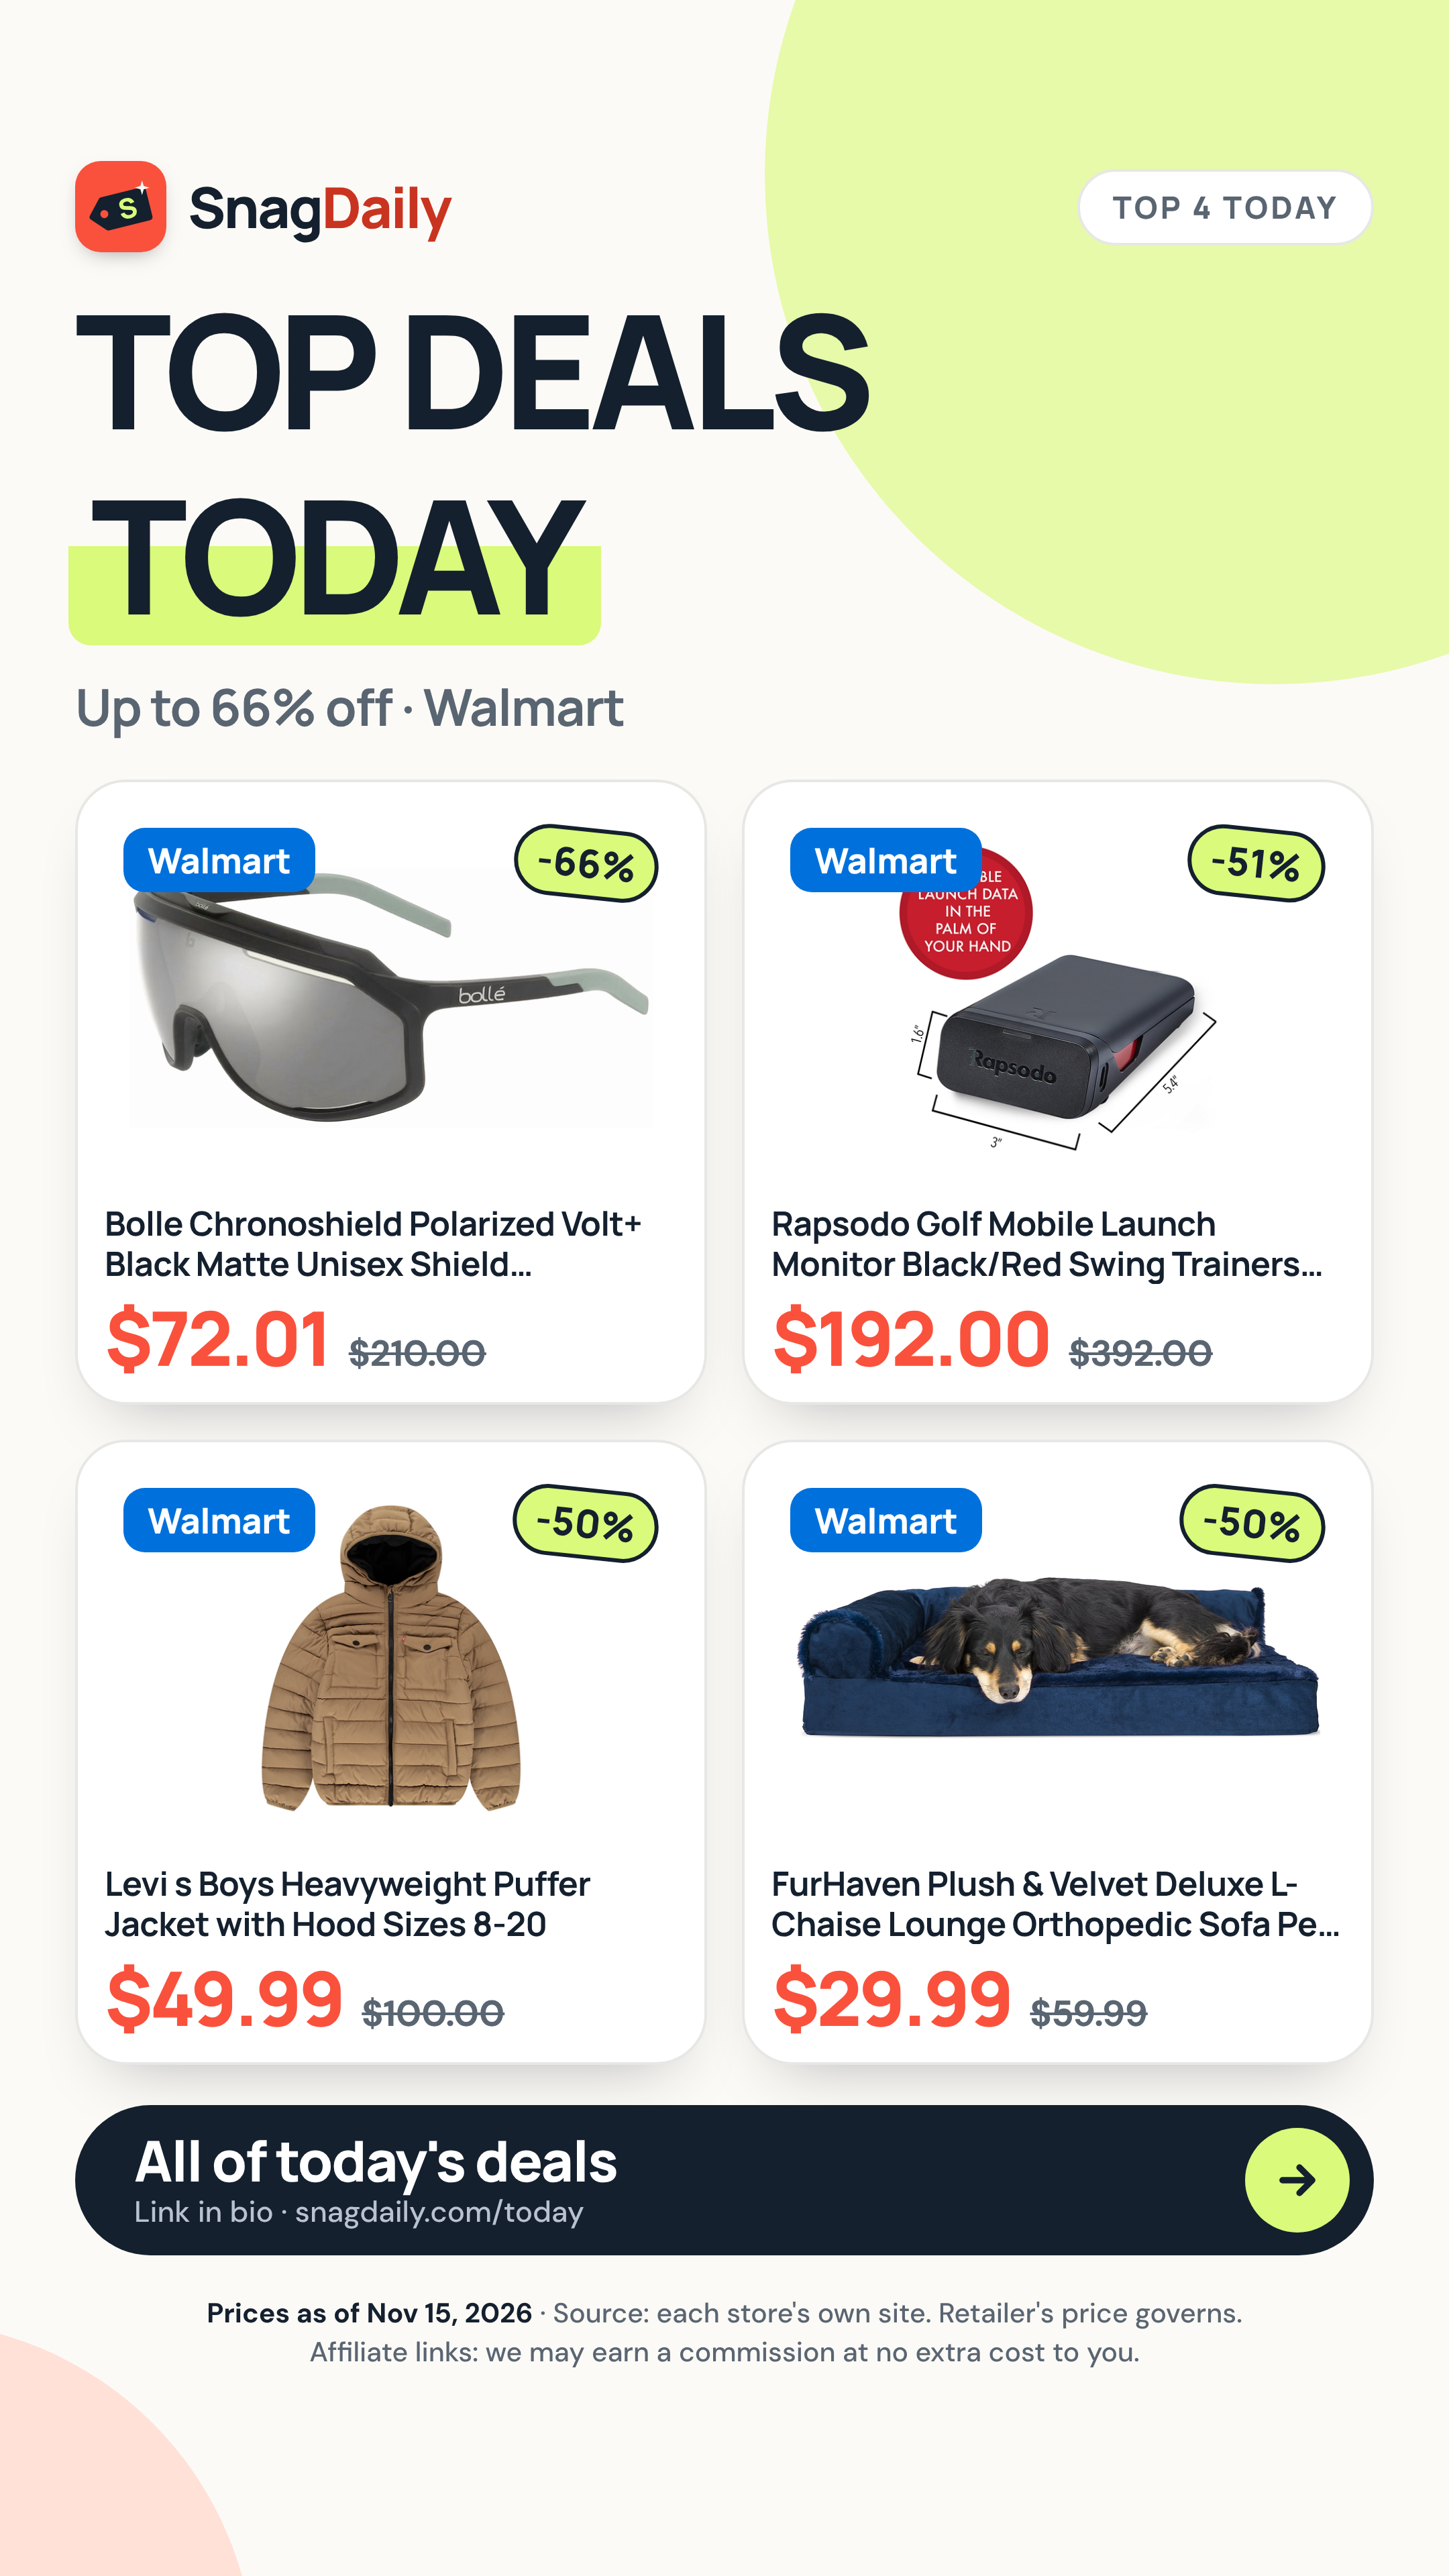 SnagDaily
TOP 4 TODAY
TOP DEALS
TODAY
Up to 66% off · Walmart
Walmart
-66%
bollé
Bolle Chronoshield Polarized Volt+
Black Matte Unisex Shield...
$72.01 $210.00
Walmart
-51%
BLE
LAUNCH DATA
IN THE
PALM OF
YOUR HAND
Rapsodo
1.6"
3"
5.4"
Rapsodo Golf Mobile Launch
Monitor Black/Red Swing Trainers...
$192.00 $392.00
Walmart
-50%
Levi s Boys Heavyweight Puffer
Jacket with Hood Sizes 8-20
$49.99 $100.00
Walmart
-50%
FurHaven Plush & Velvet Deluxe L-
Chaise Lounge Orthopedic Sofa Pe...
$29.99 $59.99
All of today's deals
Link in bio · snagdaily.com/today
Prices as of Nov 15, 2026 · Source: each store's own site. Retailer's price governs.
Affiliate links: we may earn a commission at no extra cost to you.